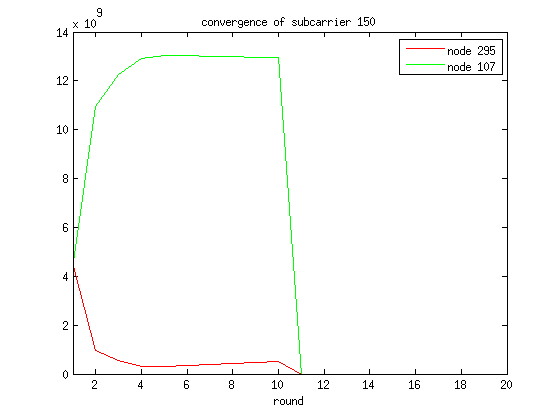 convergence of subcarrier 150
x 10^9
14
12
10
8
6
4
2
0
2 4 6 8 10 12 14 16 18 20
round
node 295
node 107